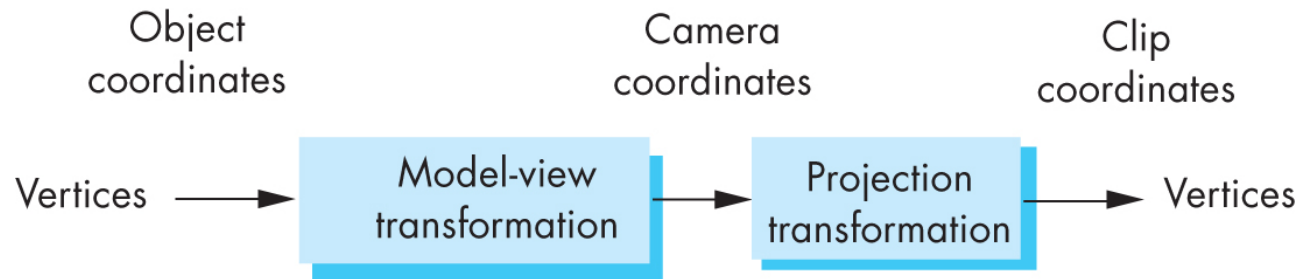 Object
coordinates
Camera
coordinates
Clip
coordinates
Vertices
Model-view
transformation
Projection
transformation
Vertices